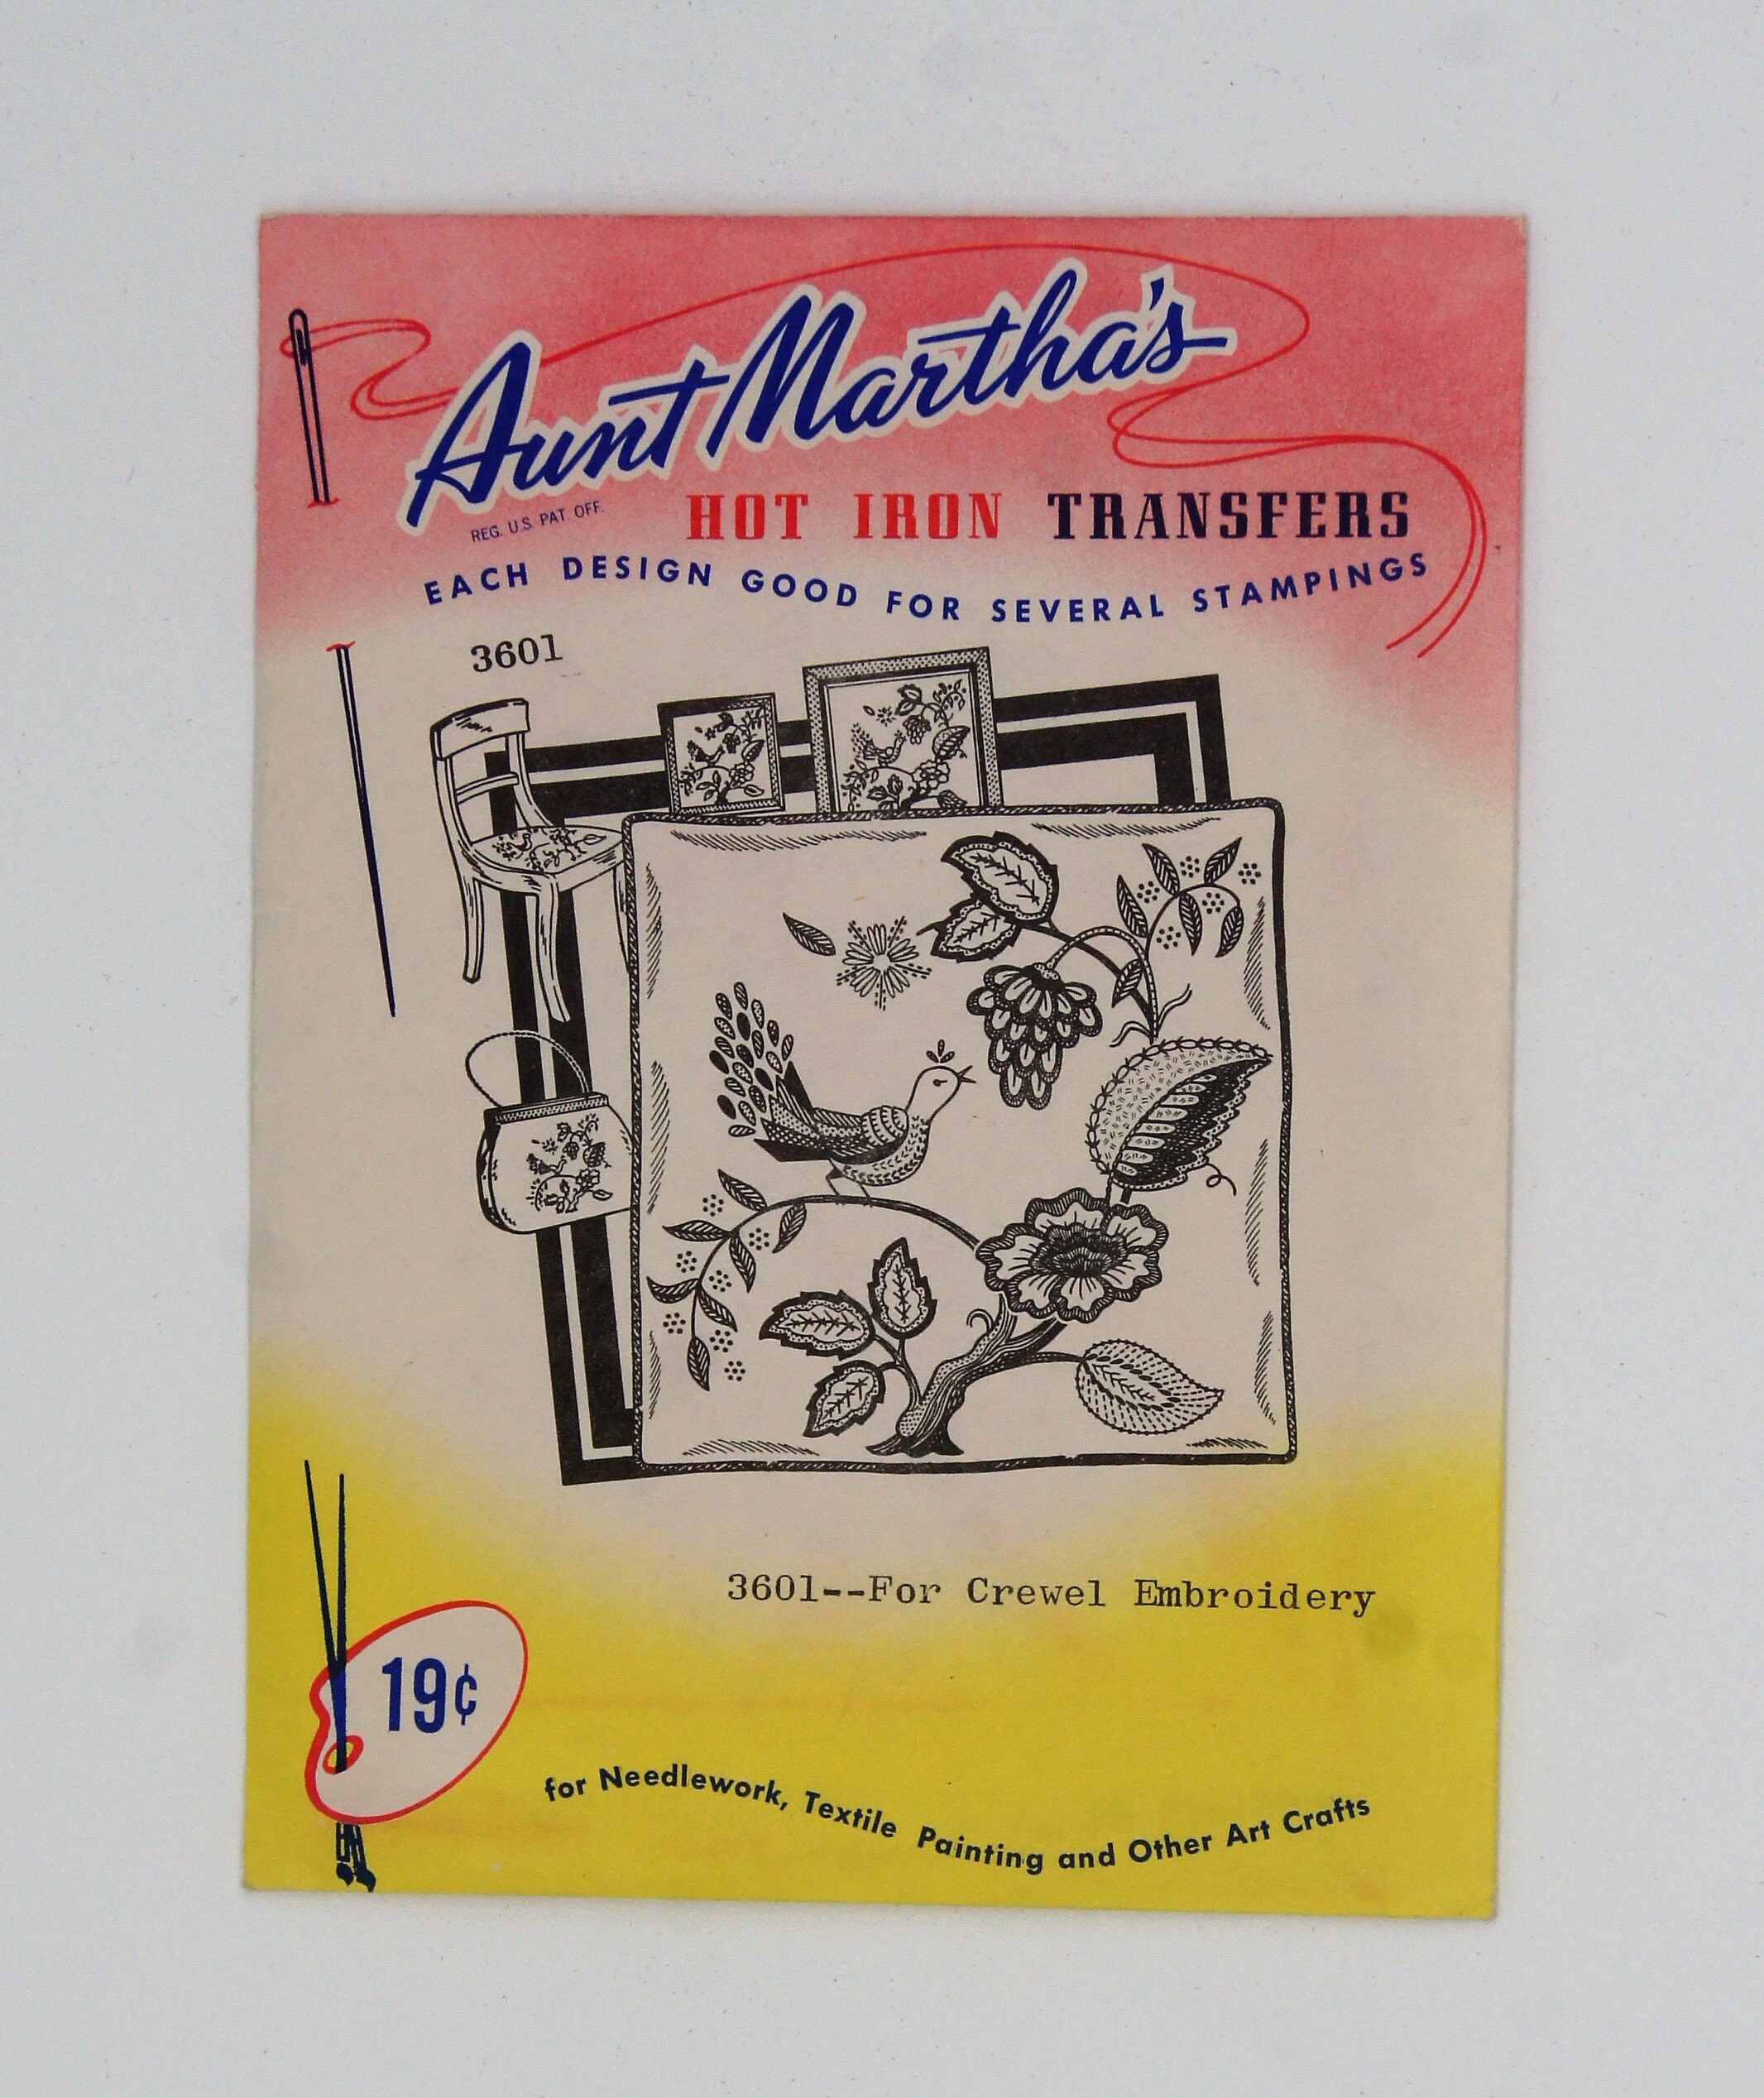 Aunt Martha's
REG. U.S. PAT. OFF.
HOT IRON TRANSFERS
EACH DESIGN GOOD FOR SEVERAL STAMPINGS
3601
3601--For Crewel Embroidery
19¢
for Needlework, Textile Painting and Other Art Crafts